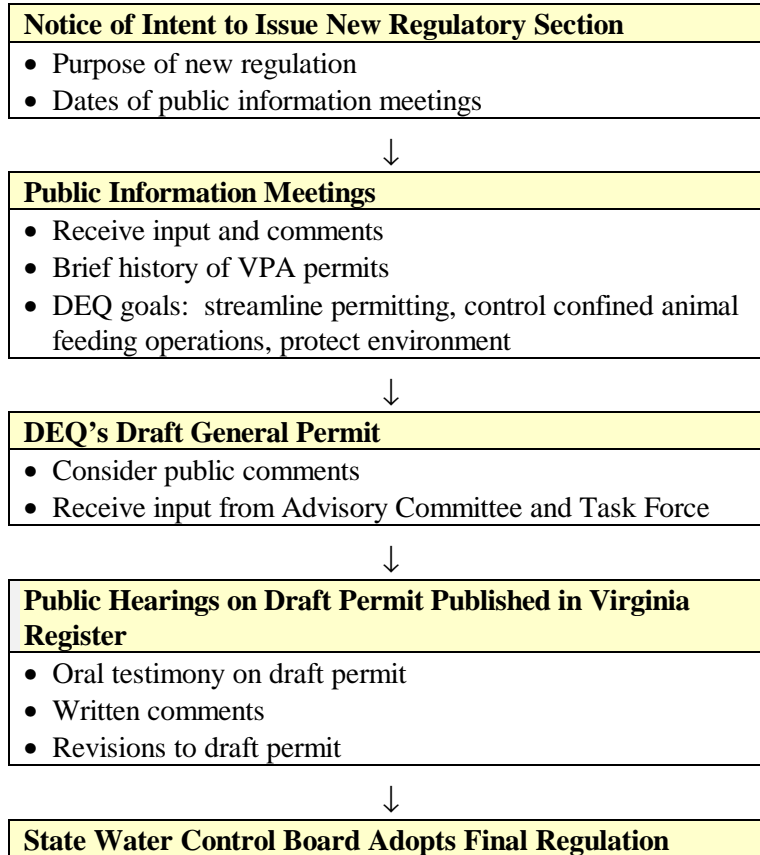 Notice of Intent to Issue New Regulatory Section
• Purpose of new regulation
• Dates of public information meetings
↓
Public Information Meetings
• Receive input and comments
• Brief history of VPA permits
• DEQ goals: streamline permitting, control confined animal
feeding operations, protect environment
↓
DEQ’s Draft General Permit
• Consider public comments
• Receive input from Advisory Committee and Task Force
↓
Public Hearings on Draft Permit Published in Virginia
Register
• Oral testimony on draft permit
• Written comments
• Revisions to draft permit
↓
State Water Control Board Adopts Final Regulation